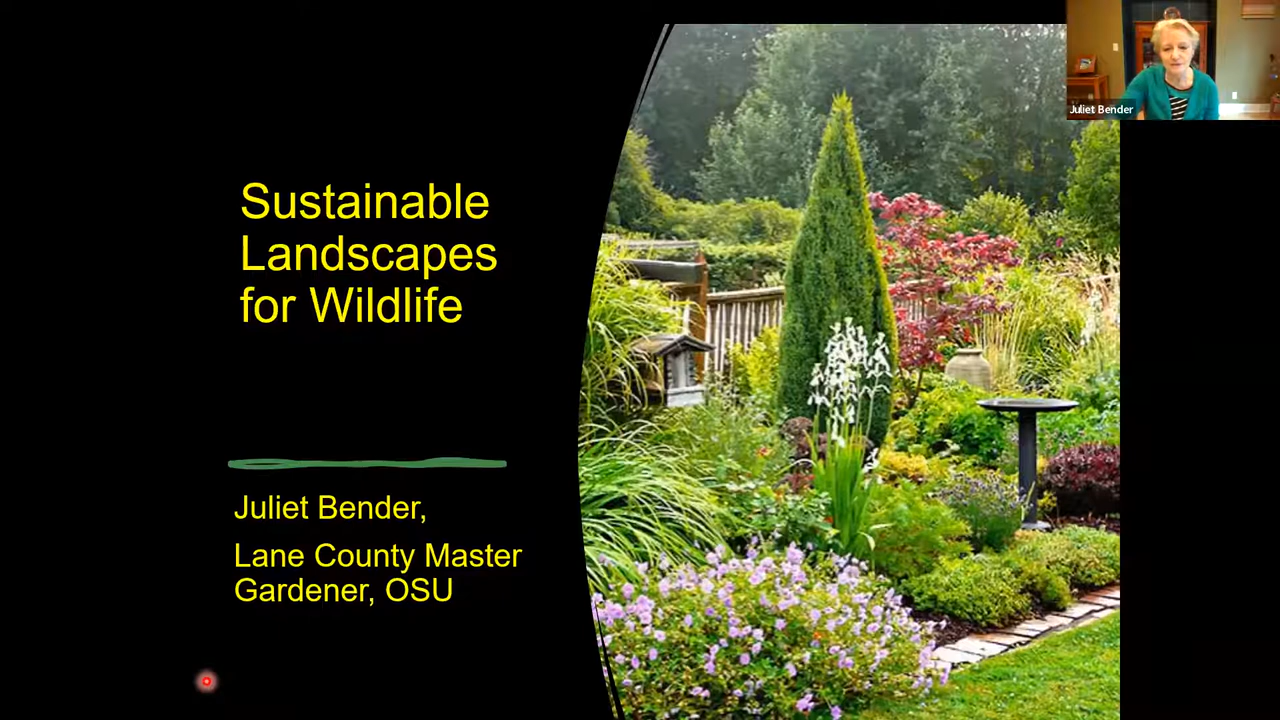 Sustainable
Landscapes
for Wildlife
Juliet Bender,
Lane County Master
Gardener, OSU
Juliet Bender